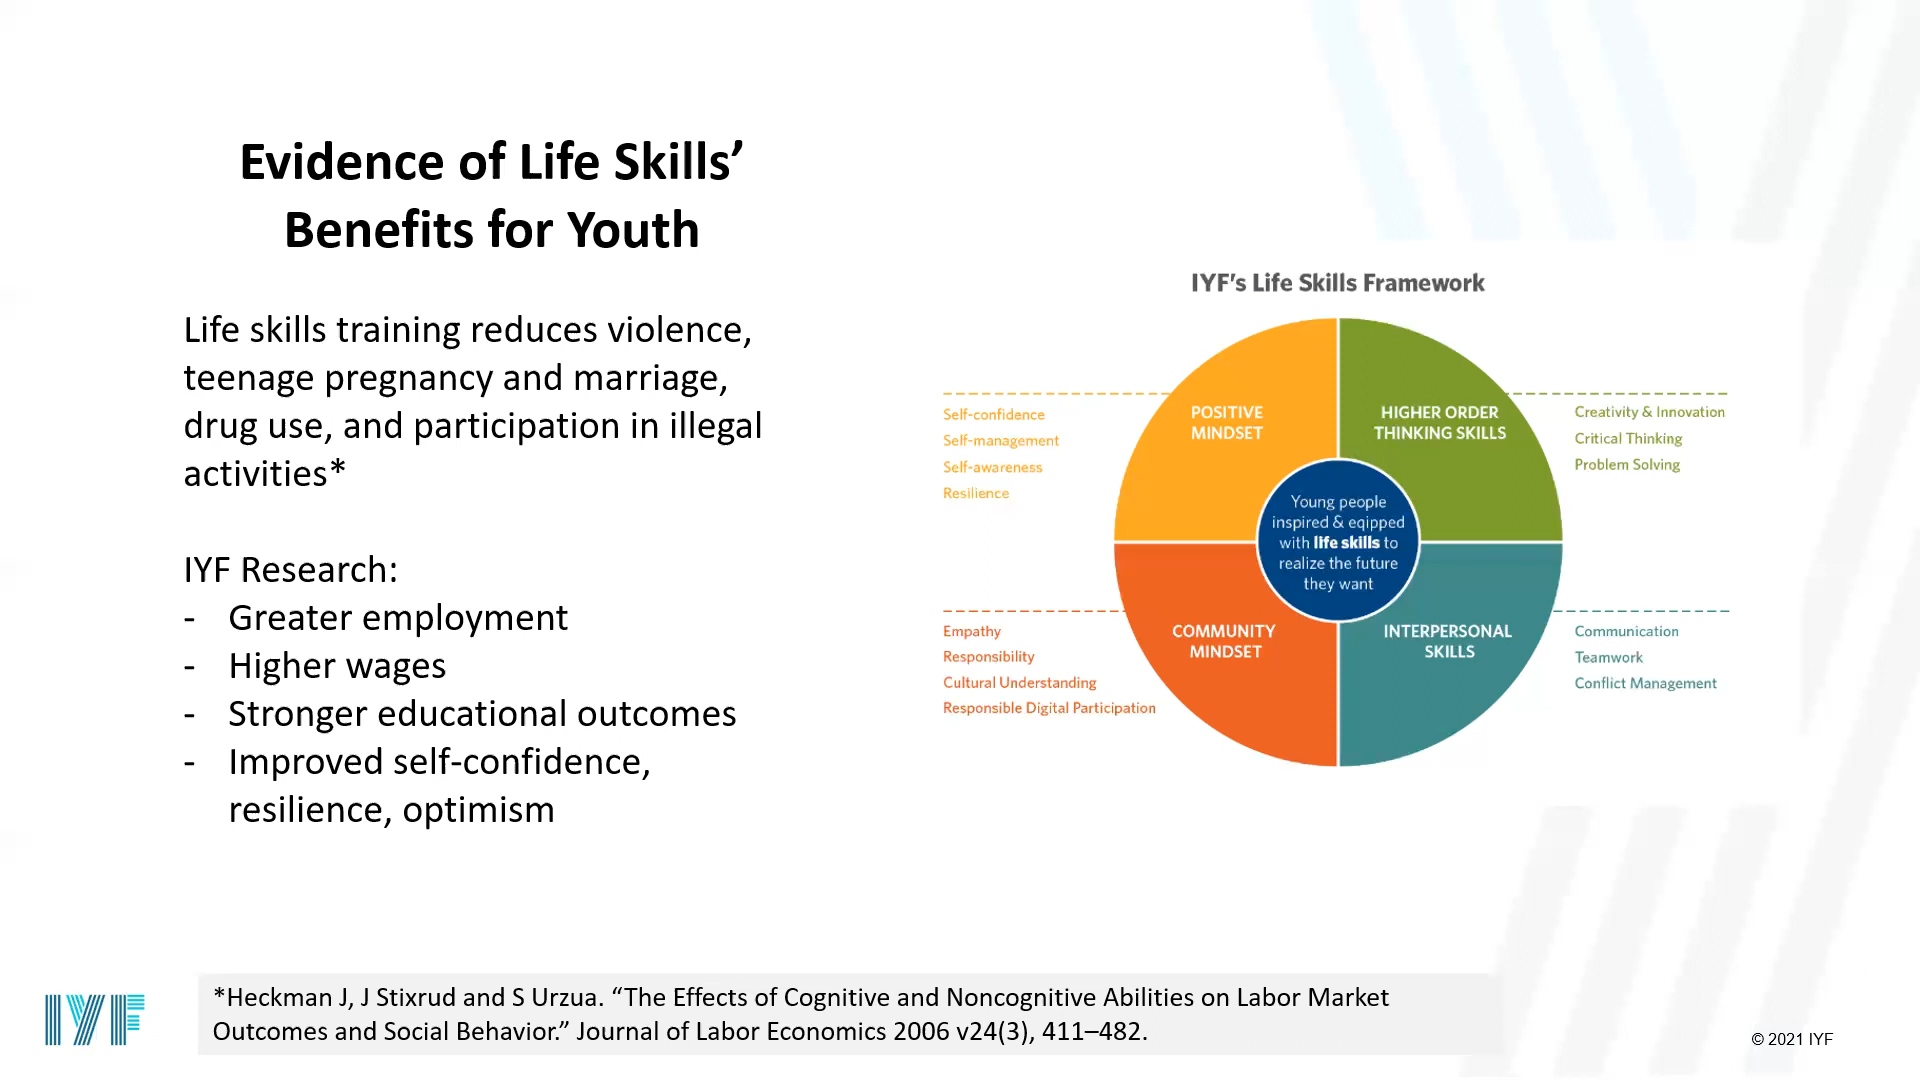 Evidence of Life Skills’
Benefits for Youth
Life skills training reduces violence,
teenage pregnancy and marriage,
drug use, and participation in illegal
activities*
IYF Research:
- Greater employment
- Higher wages
- Stronger educational outcomes
- Improved self-confidence,
resilience, optimism
IYF’s Life Skills Framework
Self-confidence
Self-management
Self-awareness
Resilience
POSITIVE
MINDSET
HIGHER ORDER
THINKING SKILLS
Creativity & Innovation
Critical Thinking
Problem Solving
Young people
inspired & eqipped
with life skills to
realize the future
they want
Empathy
Responsibility
Cultural Understanding
Responsible Digital Participation
COMMUNITY
MINDSET
INTERPERSONAL
SKILLS
Communication
Teamwork
Conflict Management
IYF
*Heckman J, J Stixrud and S Urzua. “The Effects of Cognitive and Noncognitive Abilities on Labor Market
Outcomes and Social Behavior.” Journal of Labor Economics 2006 v24(3), 411–482.
© 2021 IYF